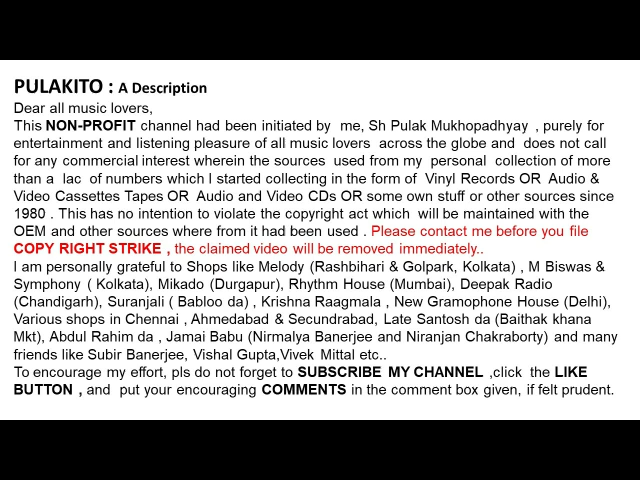 PULAKITO : A Description
Dear all music lovers,
This NON-PROFIT channel had been initiated by me, Sh Pulak Mukhopadhyay , purely for
entertainment and listening pleasure of all music lovers across the globe and does not call
for any commercial interest wherein the sources used from my personal collection of more
than a lac of numbers which I started collecting in the form of Vinyl Records OR Audio &
Video Cassettes Tapes OR Audio and Video CDs OR some own stuff or other sources since
1980 . This has no intention to violate the copyright act which will be maintained with the
OEM and other sources where from it had been used . Please contact me before you file
COPY RIGHT STRIKE , the claimed video will be removed immediately..
I am personally grateful to Shops like Melody (Rashbihari & Golpark, Kolkata) , M Biswas &
Symphony ( Kolkata), Mikado (Durgapur), Rhythm House (Mumbai), Deepak Radio
(Chandigarh), Suranjali ( Babloo da) , Krishna Raagmala , New Gramophone House (Delhi),
Various shops in Chennai , Ahmedabad & Secundrabad, Late Santosh da (Baithak khana
Mkt), Abdul Rahim da , Jamai Babu (Nirmalya Banerjee and Niranjan Chakraborty) and many
friends like Subir Banerjee, Vishal Gupta,Vivek Mittal etc..
To encourage my effort, pls do not forget to SUBSCRIBE MY CHANNEL ,click the LIKE
BUTTON , and put your encouraging COMMENTS in the comment box given, if felt prudent.